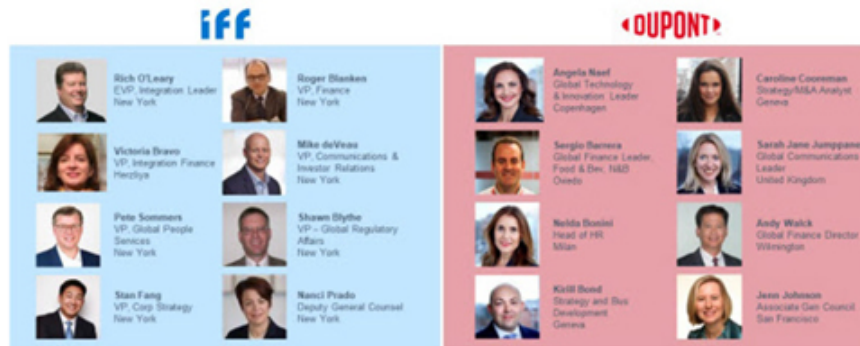 iff
Rich O'Leary
EVP, Integration Leader
New York
Roger Blanken
VP, Finance
New York
Victoria Bravo
VP, Integration Finance
Herzliya
Mike deVeau
VP, Communications &
Investor Relations
New York
Pete Sommers
VP, Global People
Services
New York
Shawn Blythe
VP – Global Regulatory
Affairs
New York
Stan Fang
VP, Corp Strategy
New York
Nanci Prado
Deputy General Counsel
New York
DUPONT
Angela Naef
Global Technology
& Innovation Leader
Copenhagen
Caroline Cooreman
Strategy/M&A Analyst
Geneva
Sergio Barrera
Global Finance Leader,
Food & Bev, N&B
Oviedo
Sarah Jane Jumppane
Global Communications
Leader
United Kingdom
Nelda Bonini
Head of HR
Milan
Andy Walck
Global Finance Director
Wilmington
Kirill Bond
Strategy and Bus
Development
Geneva
Jenn Johnson
Associate Gen Council
San Francisco